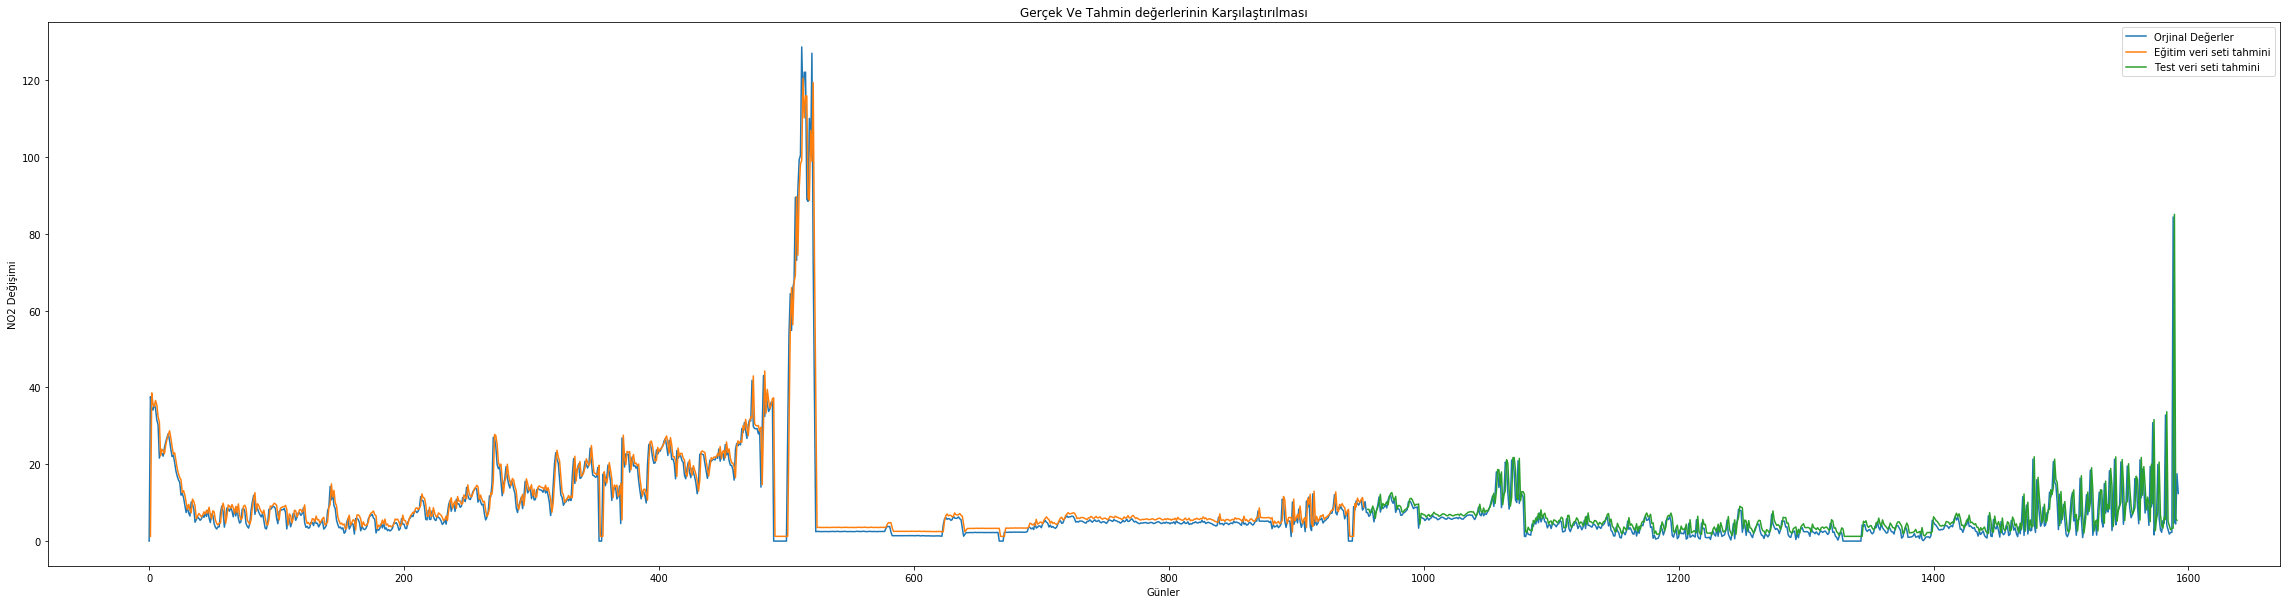 Gerçek Ve Tahmin değerlerinin Karşılaştırılması
Orjinal Değerler
Eğitim veri seti tahmini
Test veri seti tahmini
NO2 Değişimi
120
100
80
60
40
20
0
0 200 400 600 800 1000 1200 1400 1600
Günler